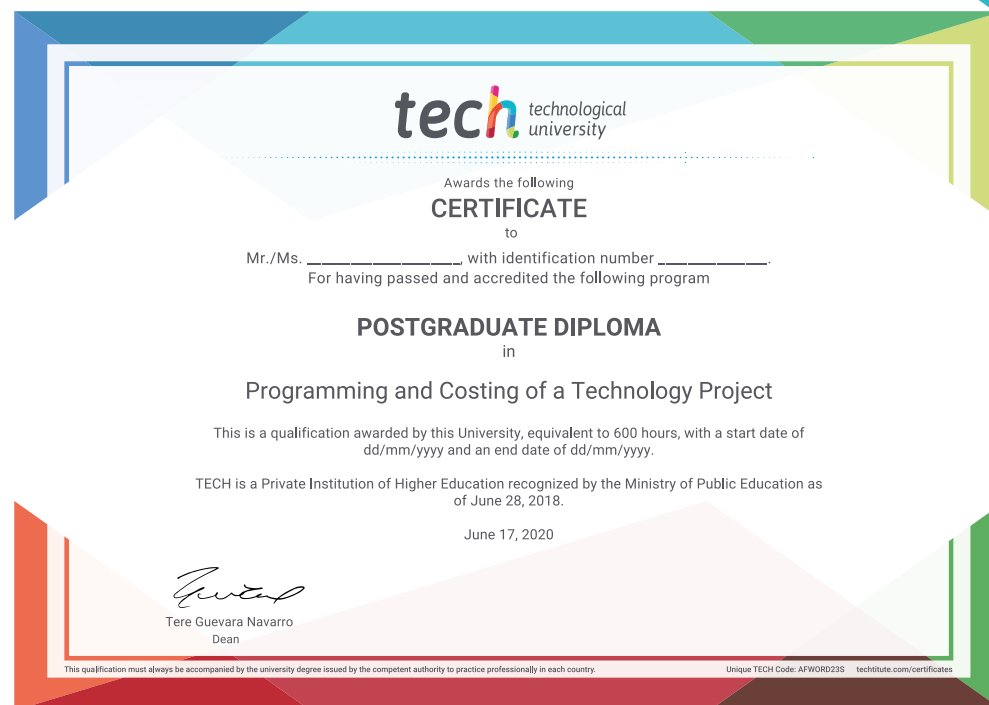 tech technological
university
Awards the following
CERTIFICATE
to
Mr./Ms. ____________________, with identification number ______________.
For having passed and accredited the following program
POSTGRADUATE DIPLOMA
in
Programming and Costing of a Technology Project
This is a qualification awarded by this University, equivalent to 600 hours, with a start date of
dd/mm/yyyy and an end date of dd/mm/yyyy.
TECH is a Private Institution of Higher Education recognized by the Ministry of Public Education as
of June 28, 2018.
June 17, 2020
Tere Guevara Navarro
Dean
This qualification must always be accompanied by the university degree issued by the competent authority to practice professionally in each country.
Unique TECH Code: AFWORD23S techtitute.com/certificates